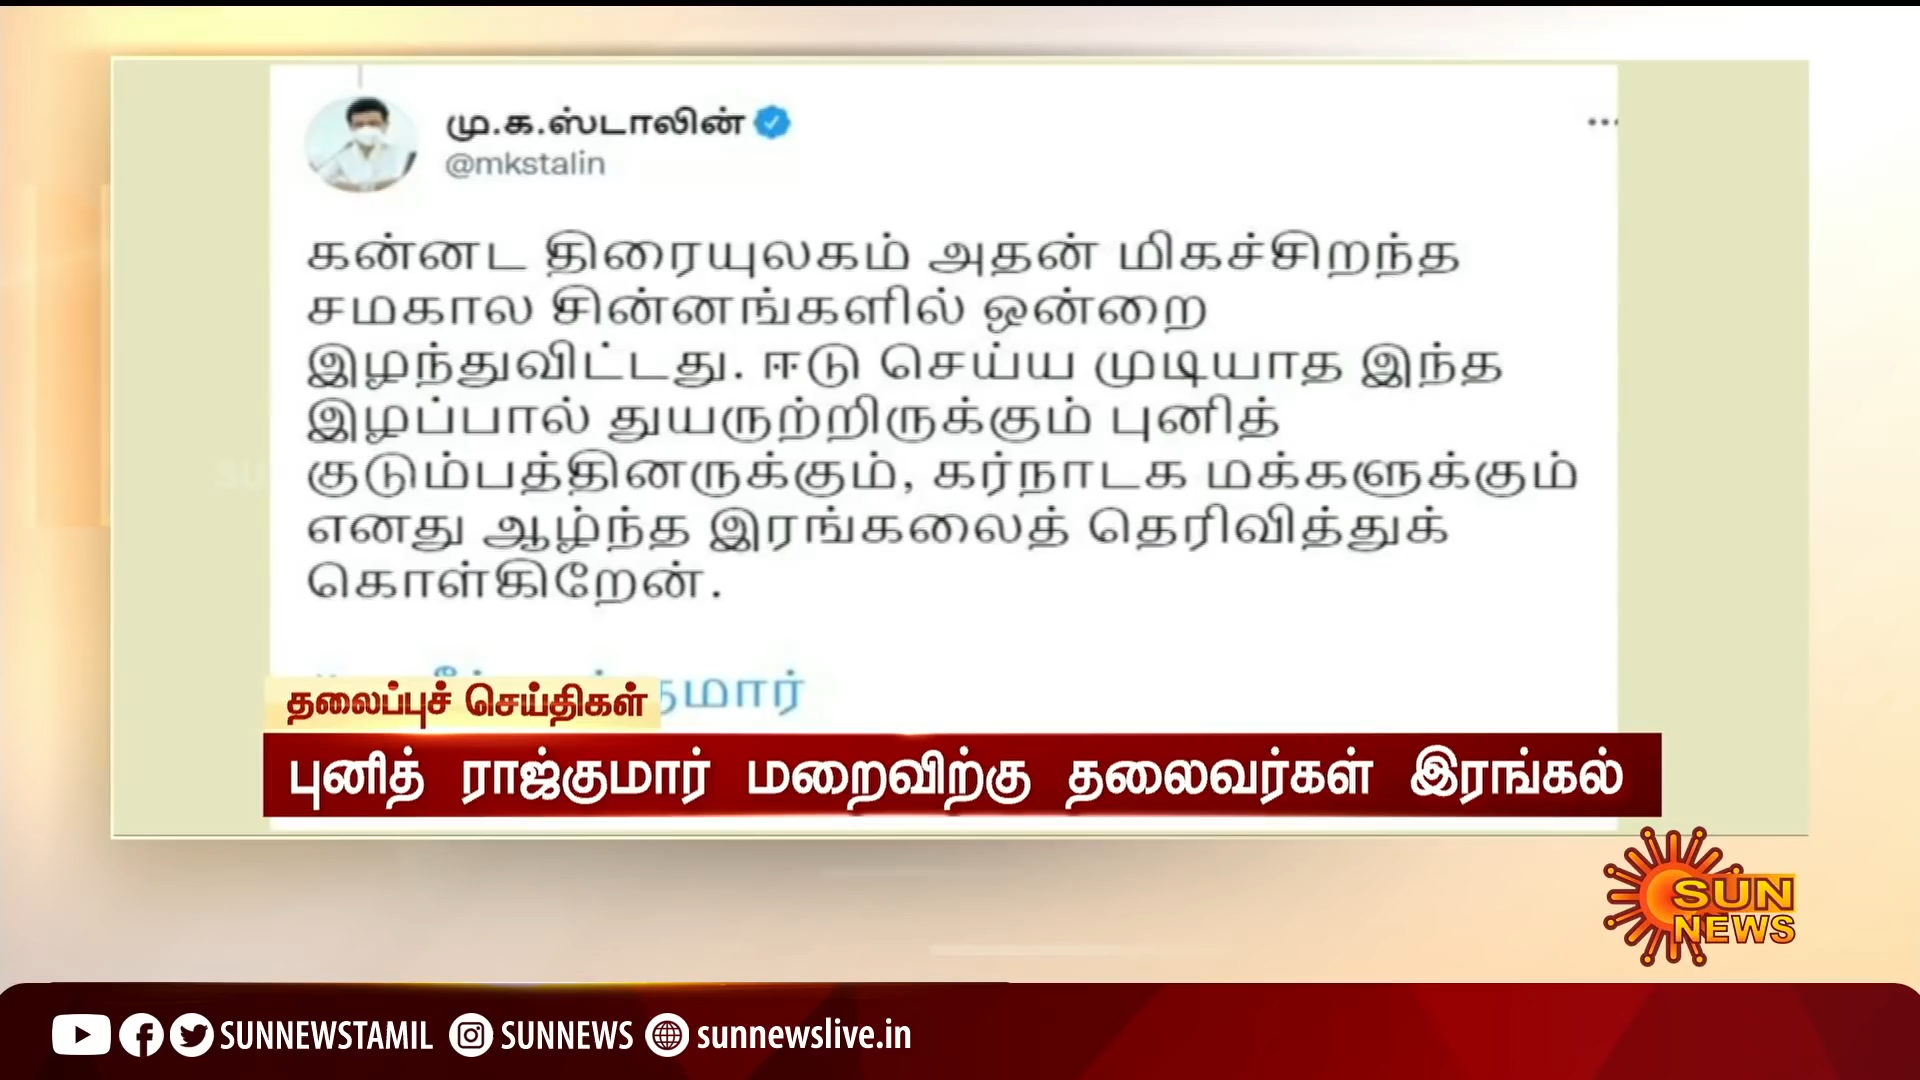 மு.க.ஸ்டாலின்
@mkstalin
கன்னட திரையுலகம் அதன் மிகச்சிறந்த
சமகால சின்னங்களில் ஒன்றை
இழந்துவிட்டது. ஈடு செய்ய முடியாத இந்த
இழப்பால் துயருற்றிருக்கும் புனித்
குடும்பத்தினருக்கும், கர்நாடக மக்களுக்கும்
எனது ஆழ்ந்த இரங்கலைத் தெரிவித்துக்
கொள்கிறேன்.
தலைப்புச் செய்திகள்
புனித் ராஜ்குமார் மறைவிற்கு தலைவர்கள் இரங்கல்
SUN
NEWS
SUNNEWSTAMIL SUNNEWS sunnewslive.in